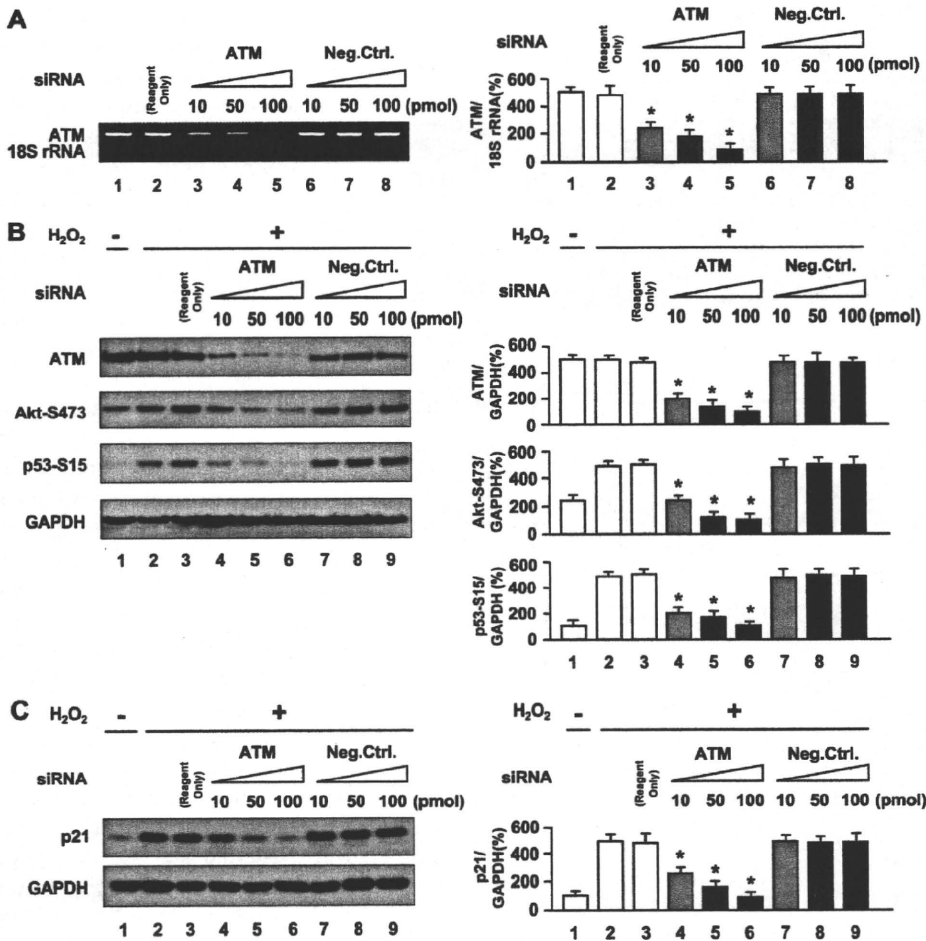 A
siRNA
(Reagent Only)
ATM
Neg.Ctrl.
10 50 100 10 50 100 (pmol)
ATM
18S rRNA
1 2 3 4 5 6 7 8
siRNA
(Reagent Only)
ATM
Neg.Ctrl.
10 50 100 10 50 100 (pmol)
ATM/
18S rRNA(%)
600
400
200
0
* * *
1 2 3 4 5 6 7 8
B
H2O2 - +
siRNA
(Reagent Only)
ATM
Neg.Ctrl.
10 50 100 10 50 100 (pmol)
ATM
Akt-S473
p53-S15
GAPDH
1 2 3 4 5 6 7 8 9
H2O2 - +
siRNA
(Reagent Only)
ATM
Neg.Ctrl.
10 50 100 10 50 100 (pmol)
ATM/
GAPDH(%)
600
400
200
0
* * *
Akt-S473/
GAPDH(%)
600
400
200
0
* * *
p53-S15/
GAPDH (%)
600
400
200
0
* * *
1 2 3 4 5 6 7 8 9
C
H2O2 - +
siRNA
(Reagent Only)
ATM
Neg.Ctrl.
10 50 100 10 50 100 (pmol)
p21
GAPDH
1 2 3 4 5 6 7 8 9
H2O2 - +
siRNA
(Reagent Only)
ATM
Neg.Ctrl.
10 50 100 10 50 100 (pmol)
p21/
GAPDH(%)
600
400
200
0
* * *
1 2 3 4 5 6 7 8 9